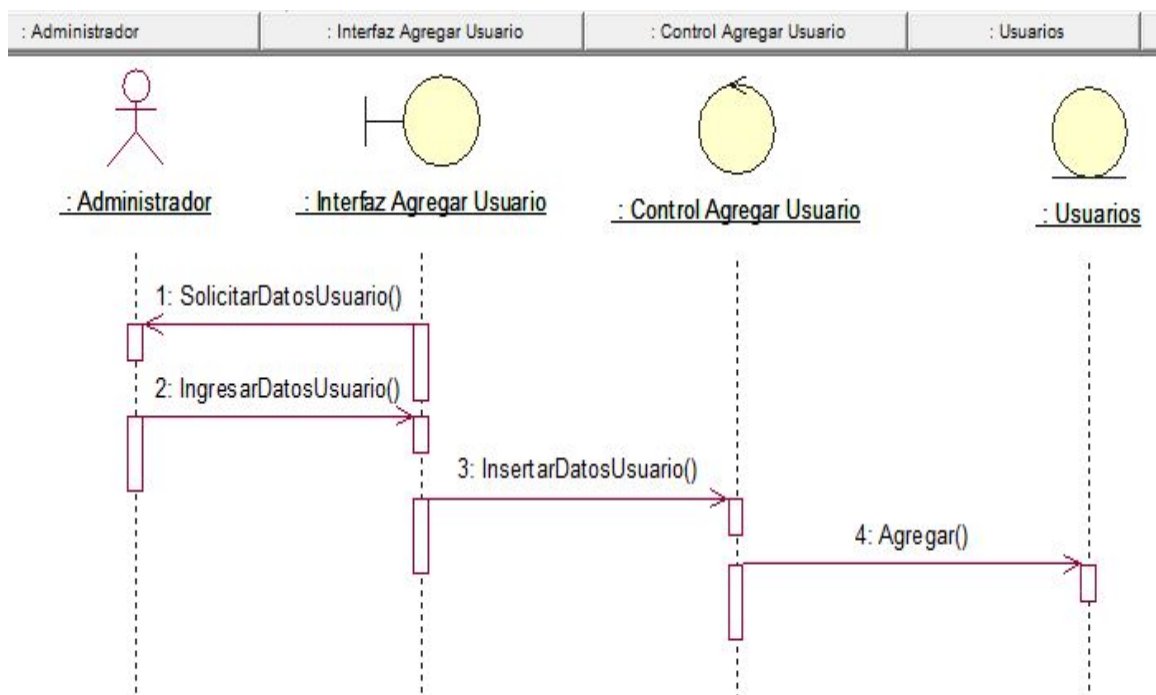 : Administrador
: Interfaz Agregar Usuario
: Control Agregar Usuario
: Usuarios
: Administrador
: Interfaz Agregar Usuario
: Control Agregar Usuario
: Usuarios
1: SolicitarDatosUsuario()
2: IngresarDatosUsuario()
3: InsertarDatosUsuario()
4: Agregar()